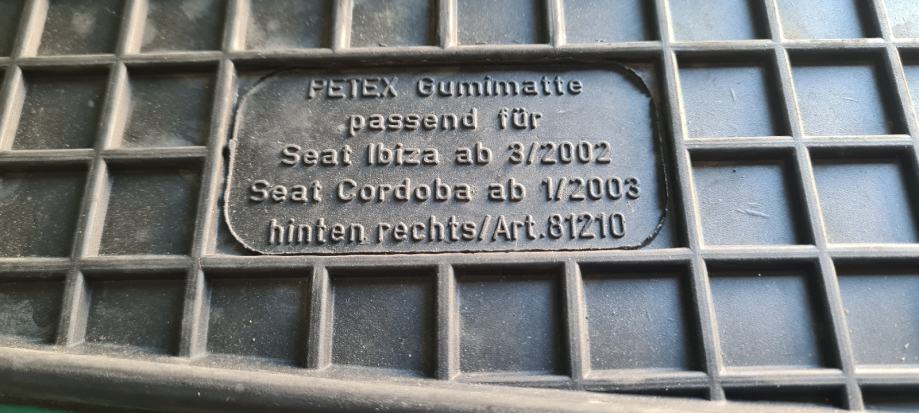 PETEX Gumimatte
passend für
Seat Ibiza ab 3/2002
Seat Cordoba ab 1/2003
hinten rechts/Art.81210